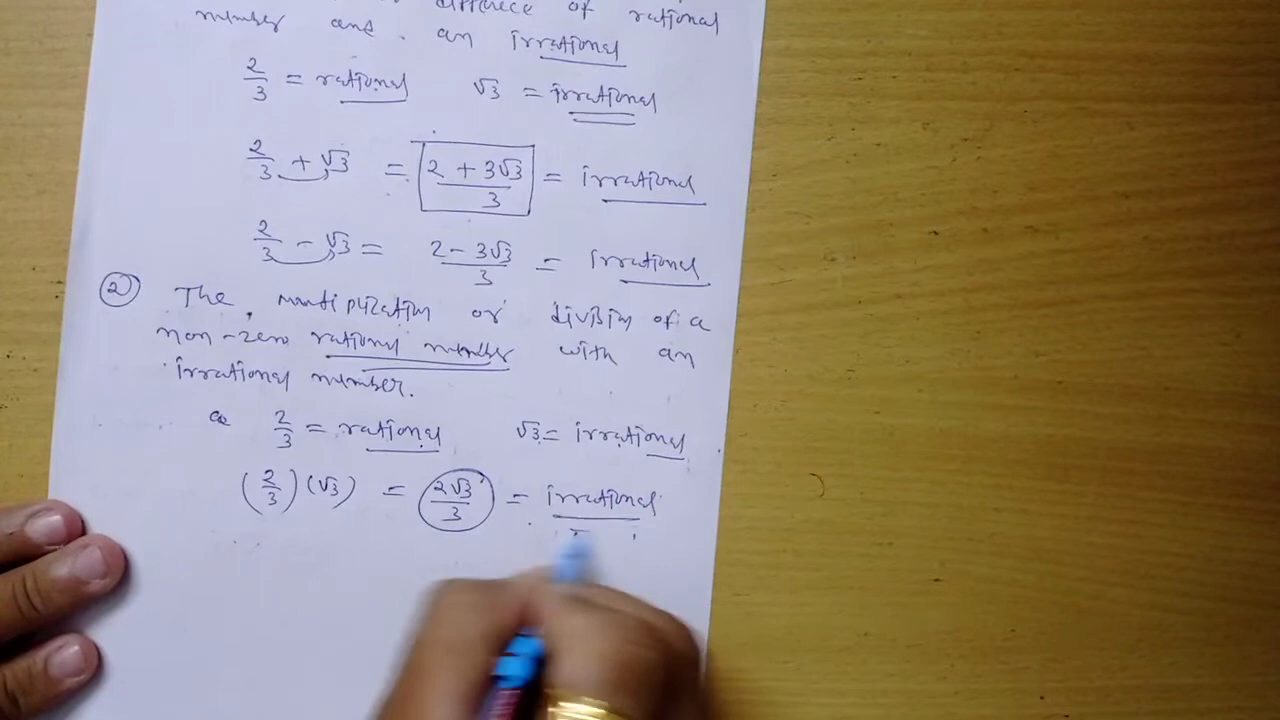 differece of rational
number and . an irrational
2/3 = rational √3 = irrational
2/3 + √3 = (2 + 3√3)/3 = irrational
2/3 - √3 = (2 - 3√3)/3 = irrational
② The multiplication or division of a
non-zero rational number with an
irrational number.
2/3 = rational √3 = irrational
(2/3) (√3) = 2√3/3 = irrational